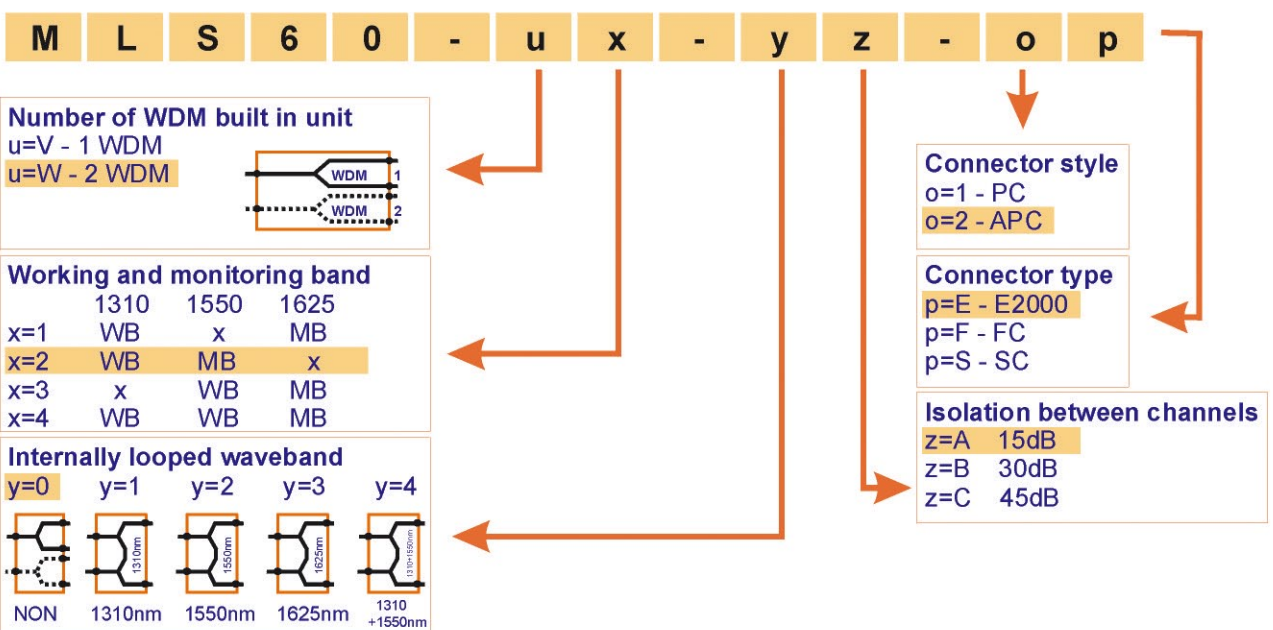 M L S 6 0 - u x - y z - o p
Number of WDM built in unit
u=V - 1 WDM
u=W - 2 WDM
WDM 1
WDM 2
Working and monitoring band
1310 1550 1625
x=1 WB x MB
x=2 WB MB x
x=3 x WB MB
x=4 WB WB MB
Internally looped waveband
y=0 y=1 y=2 y=3 y=4
1310nm 1550nm 1625nm 1310+1550nm
NON 1310nm 1550nm 1625nm 1310
+1550nm
Connector style
o=1 - PC
o=2 - APC
Connector type
p=E - E2000
p=F - FC
p=S - SC
Isolation between channels
z=A 15dB
z=B 30dB
z=C 45dB